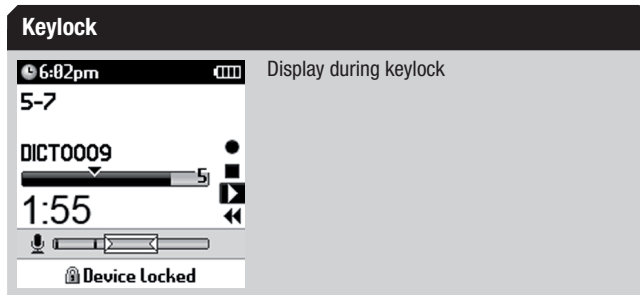 Keylock
6:02pm
Display during keylock
5-7
DICT0009
5
1:55
Device locked